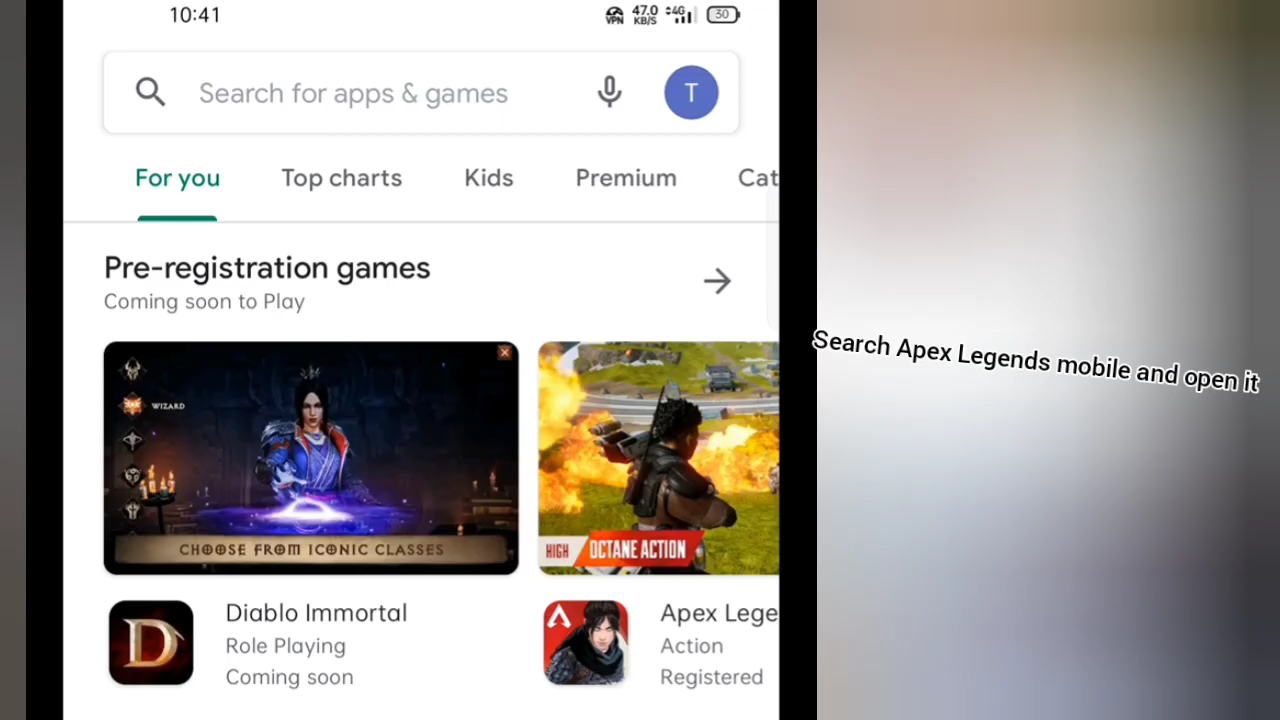 10:41
VPN 47.0 KB/S 4G 30
Search for apps & games
T
For you Top charts Kids Premium Cat
Pre-registration games
Coming soon to Play
WIZARD
CHOOSE FROM ICONIC CLASSES
HIGH OCTANE ACTION
D
Diablo Immortal
Role Playing
Coming soon
Apex Lege
Action
Registered
Search Apex Legends mobile and open it